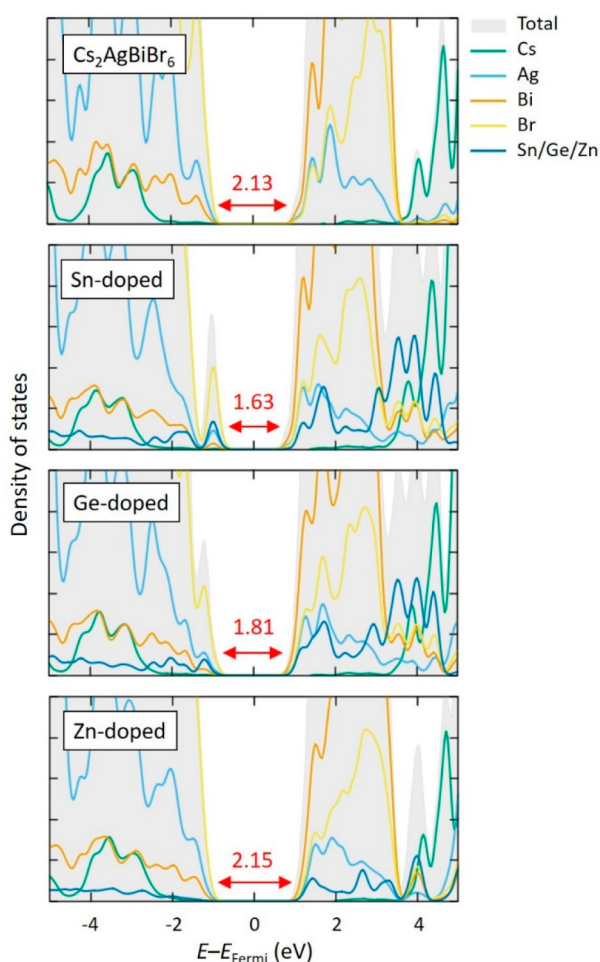 Cs₂AgBiBr₆
2.13
Total
Cs
Ag
Bi
Br
Sn/Ge/Zn
Sn-doped
1.63
Density of states
Ge-doped
1.81
Zn-doped
2.15
-4 -2 0 2 4
E−E_Fermi (eV)